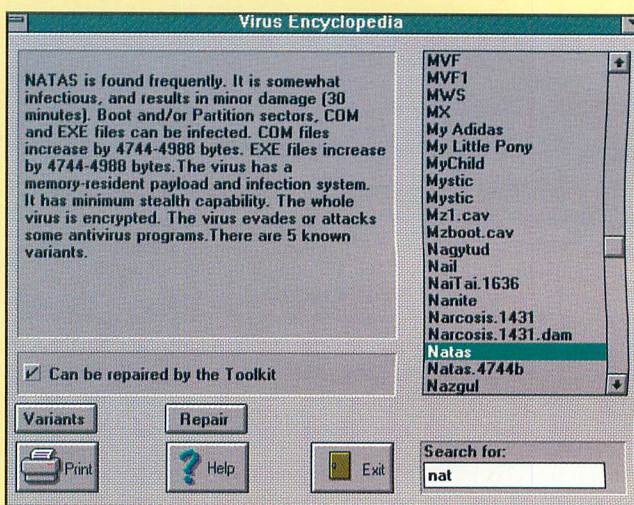 Virus Encyclopedia
NATAS is found frequently. It is somewhat
infectious, and results in minor damage (30
minutes). Boot and/or Partition sectors, COM
and EXE files can be infected. COM files
increase by 4744-4988 bytes. EXE files increase
by 4744-4988 bytes.The virus has a
memory-resident payload and infection system.
It has minimum stealth capability. The whole
virus is encrypted. The virus evades or attacks
some antivirus programs.There are 5 known
variants.
Can be repaired by the Toolkit
Variants
Repair
Print
Help
Exit
MVF
MVF1
MWS
MX
My Adidas
My Little Pony
MyChild
Mystic
Mystic
Mz1.cav
Mzboot.cav
Nagytud
Nail
NaiTai.1636
Nanite
Narcosis.1431
Narcosis.1431.dam
Natas
Natas.4744b
Nazgul
Search for:
nat